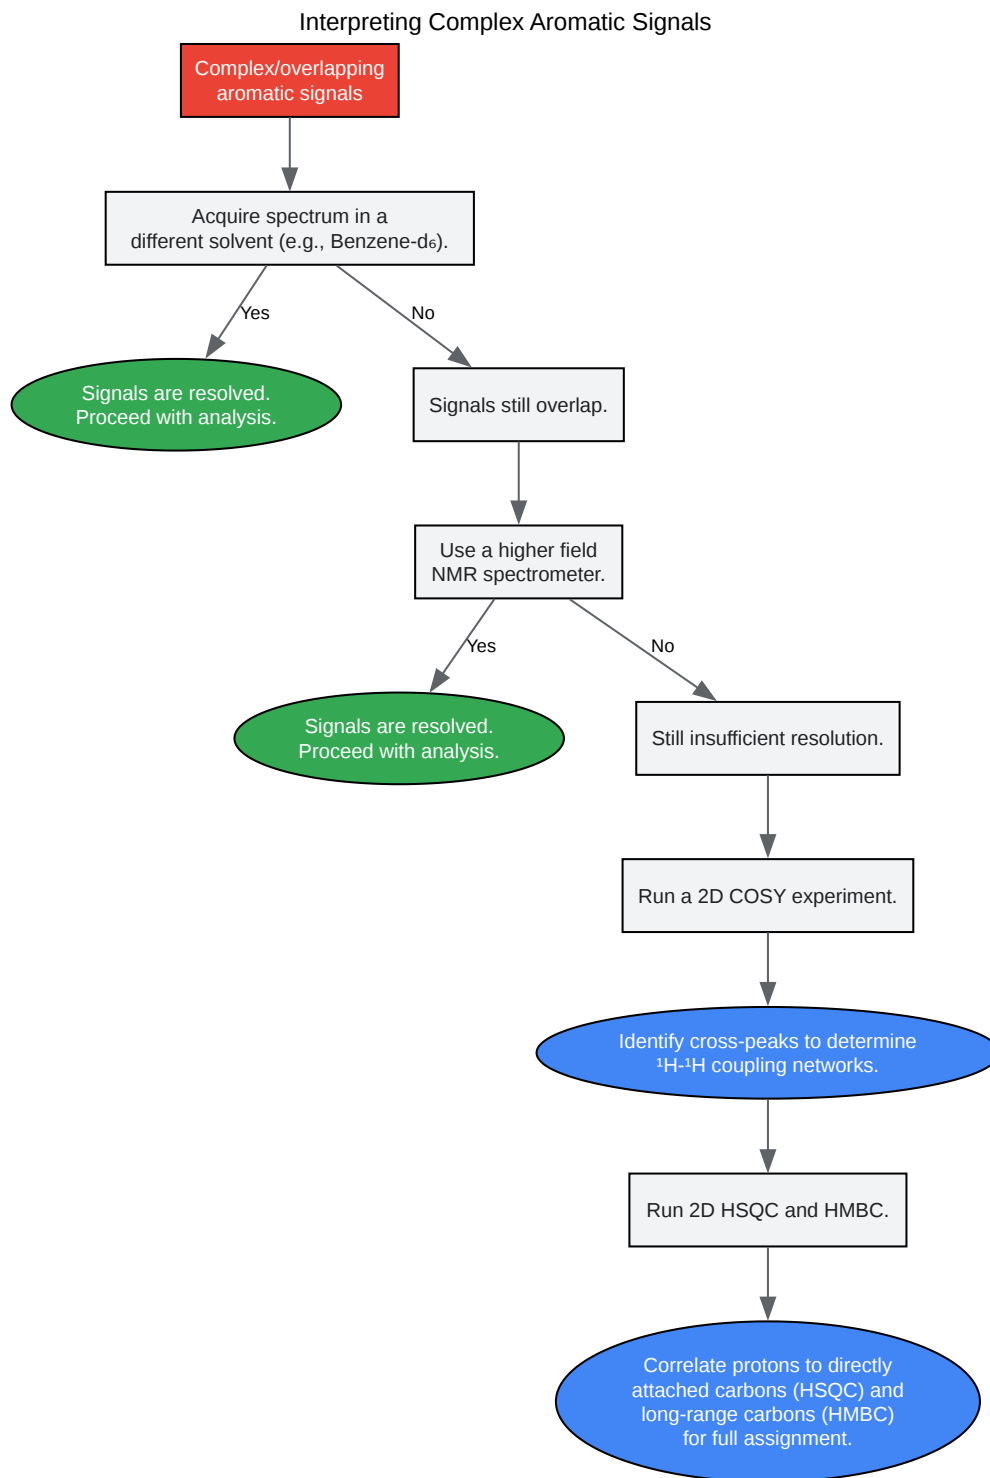 Interpreting Complex Aromatic Signals
Complex/overlapping
aromatic signals
Acquire spectrum in a
different solvent (e.g., Benzene-d₆).
Yes
No
Signals are resolved.
Proceed with analysis.
Signals still overlap.
Use a higher field
NMR spectrometer.
Yes
No
Signals are resolved.
Proceed with analysis.
Still insufficient resolution.
Run a 2D COSY experiment.
Identify cross-peaks to determine
¹H-¹H coupling networks.
Run 2D HSQC and HMBC.
Correlate protons to directly
attached carbons (HSQC) and
long-range carbons (HMBC)
for full assignment.